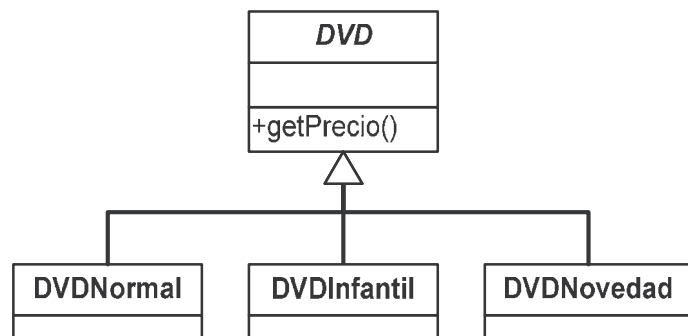 DVD
+getPrecio()
DVDNormal
DVDInfantil
DVDNovedad